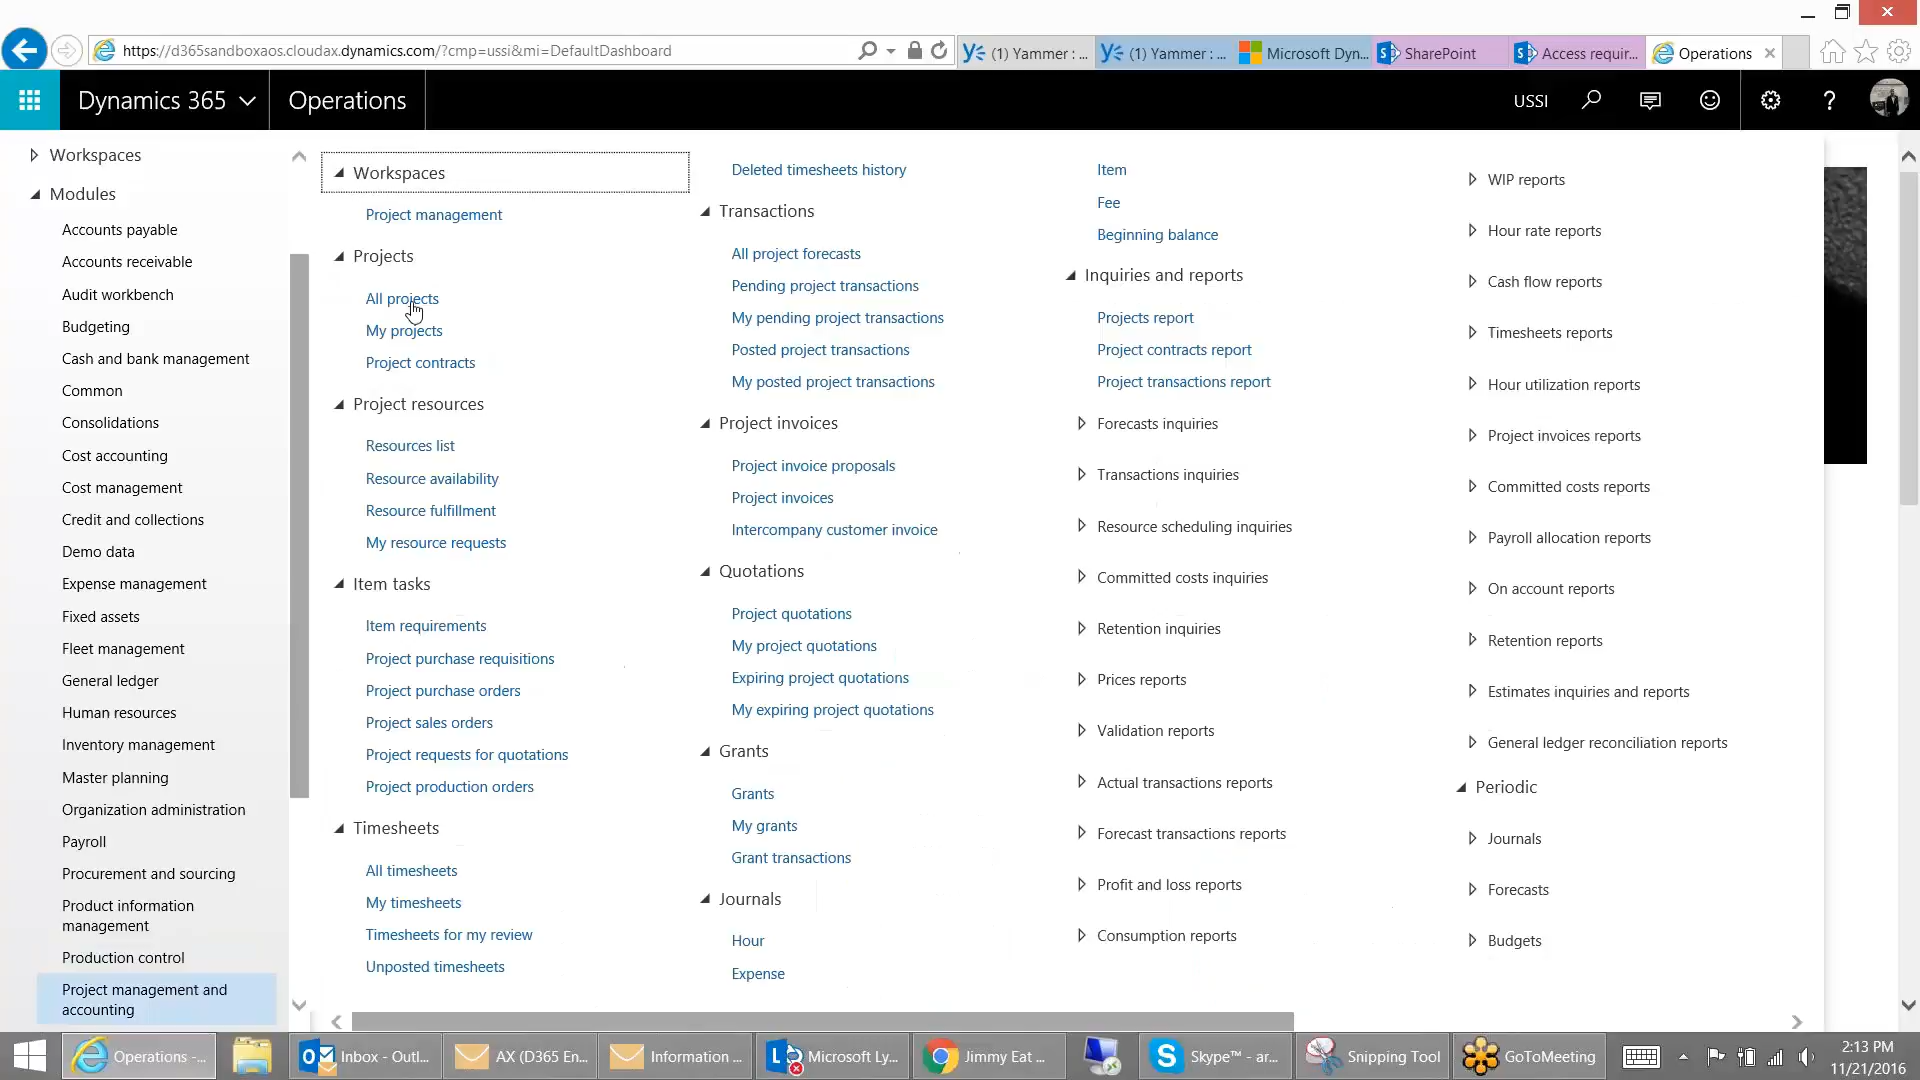 https://d365sandboxaos.cloudax.dynamics.com/?cmp=ussi&mi=DefaultDashboard
(1) Yammer : ...
(1) Yammer : ...
Microsoft Dyn...
SharePoint
Access requir...
Operations
Dynamics 365
Operations
USSI
?
Workspaces
Modules
Accounts payable
Accounts receivable
Audit workbench
Budgeting
Cash and bank management
Common
Consolidations
Cost accounting
Cost management
Credit and collections
Demo data
Expense management
Fixed assets
Fleet management
General ledger
Human resources
Inventory management
Master planning
Organization administration
Payroll
Procurement and sourcing
Product information
management
Production control
Project management and
accounting
Workspaces
Project management
Projects
All projects
My projects
Project contracts
Project resources
Resources list
Resource availability
Resource fulfillment
My resource requests
Item tasks
Item requirements
Project purchase requisitions
Project purchase orders
Project sales orders
Project requests for quotations
Project production orders
Timesheets
All timesheets
My timesheets
Timesheets for my review
Unposted timesheets
Deleted timesheets history
Transactions
All project forecasts
Pending project transactions
My pending project transactions
Posted project transactions
My posted project transactions
Project invoices
Project invoice proposals
Project invoices
Intercompany customer invoice
Quotations
Project quotations
My project quotations
Expiring project quotations
My expiring project quotations
Grants
Grants
My grants
Grant transactions
Journals
Hour
Expense
Item
Fee
Beginning balance
Inquiries and reports
Projects report
Project contracts report
Project transactions report
Forecasts inquiries
Transactions inquiries
Resource scheduling inquiries
Committed costs inquiries
Retention inquiries
Prices reports
Validation reports
Actual transactions reports
Forecast transactions reports
Profit and loss reports
Consumption reports
WIP reports
Hour rate reports
Cash flow reports
Timesheets reports
Hour utilization reports
Project invoices reports
Committed costs reports
Payroll allocation reports
On account reports
Retention reports
Estimates inquiries and reports
General ledger reconciliation reports
Periodic
Journals
Forecasts
Budgets
Operations -...
Inbox - Outl...
AX (D365 En...
Information ...
Microsoft Ly...
Jimmy Eat ...
Skype™ - ar...
Snipping Tool
GoToMeeting
2:13 PM
11/21/2016